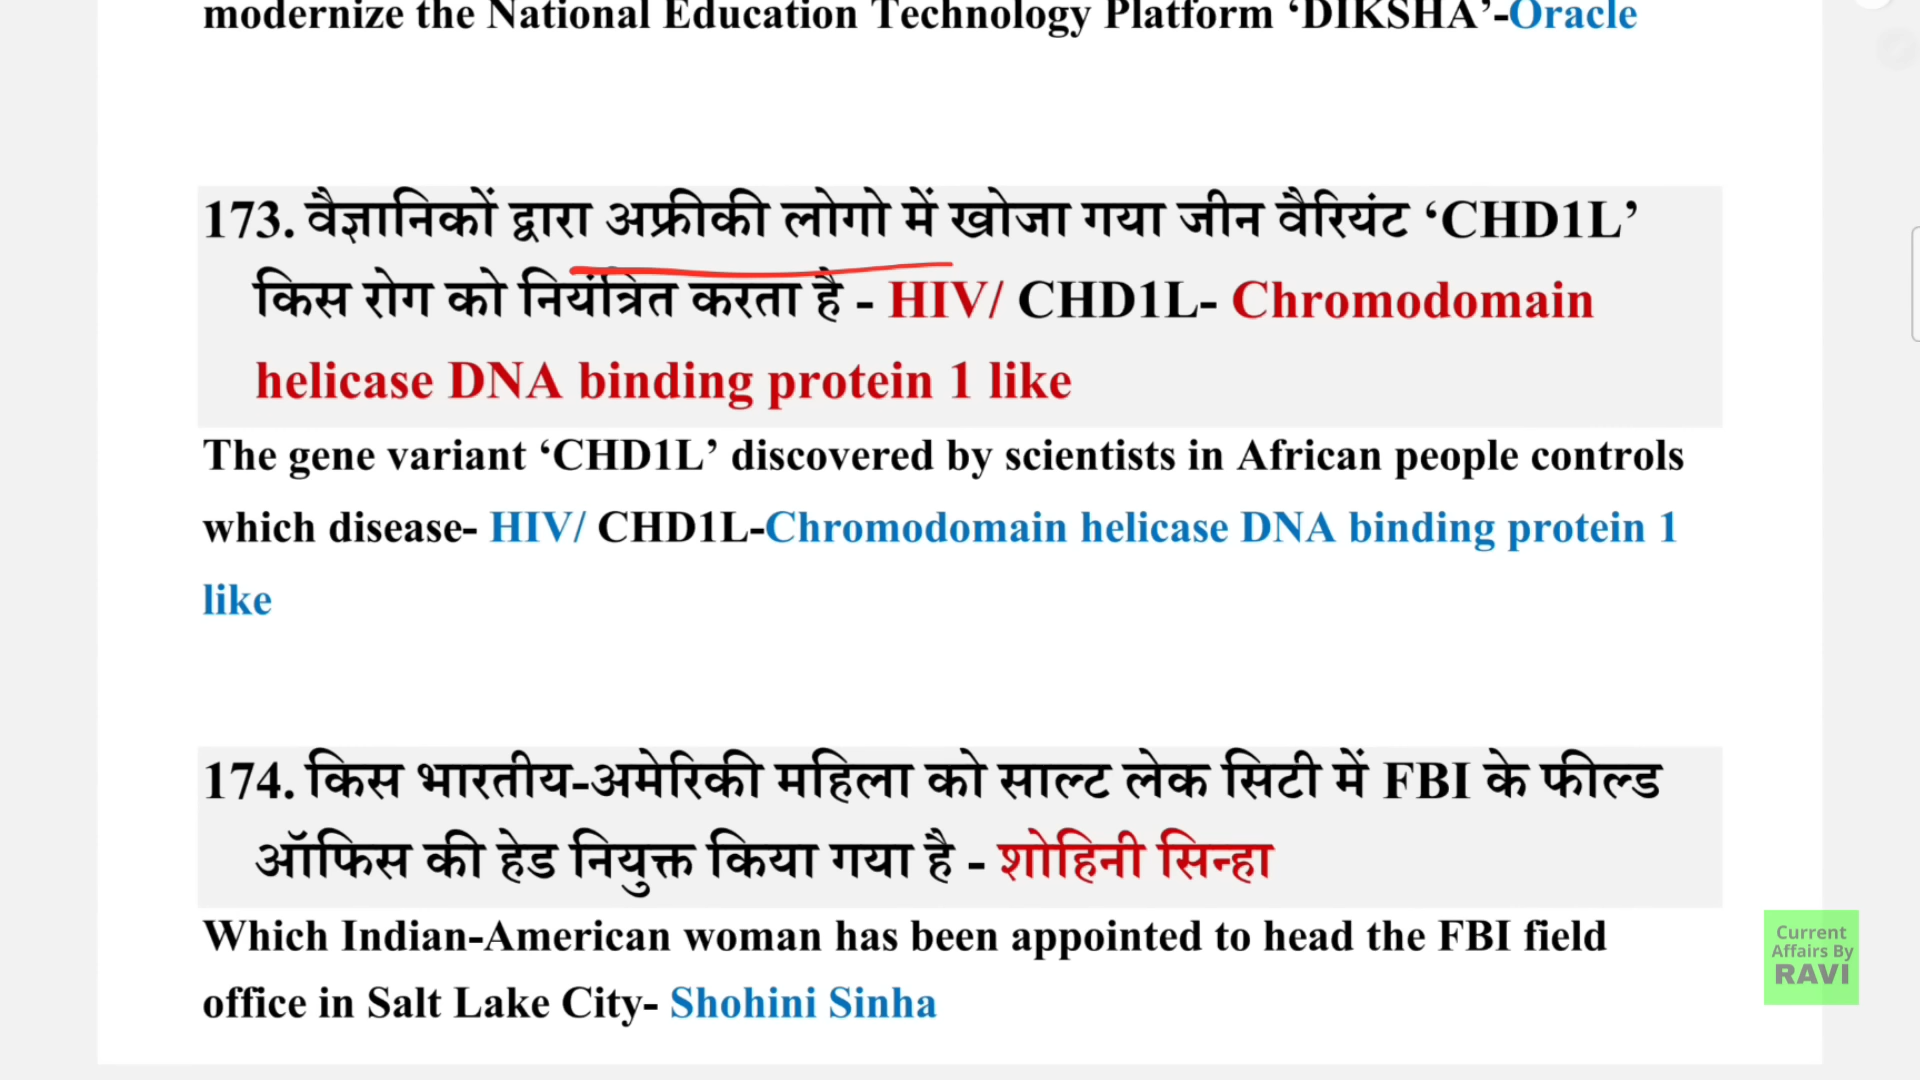 modernize the National Education Technology Platform ‘DIKSHA’-Oracle
173. वैज्ञानिकों द्वारा अफ्रीकी लोगो में खोजा गया जीन वैरियंट ‘CHD1L’
किस रोग को नियंत्रित करता है - HIV/ CHD1L- Chromodomain
helicase DNA binding protein 1 like
The gene variant ‘CHD1L’ discovered by scientists in African people controls
which disease- HIV/ CHD1L-Chromodomain helicase DNA binding protein 1
like
174. किस भारतीय-अमेरिकी महिला को साल्ट लेक सिटी में FBI के फील्ड
ऑफिस की हेड नियुक्त किया गया है - शोहिनी सिन्हा
Which Indian-American woman has been appointed to head the FBI field
office in Salt Lake City- Shohini Sinha
Current
Affairs By
RAVI